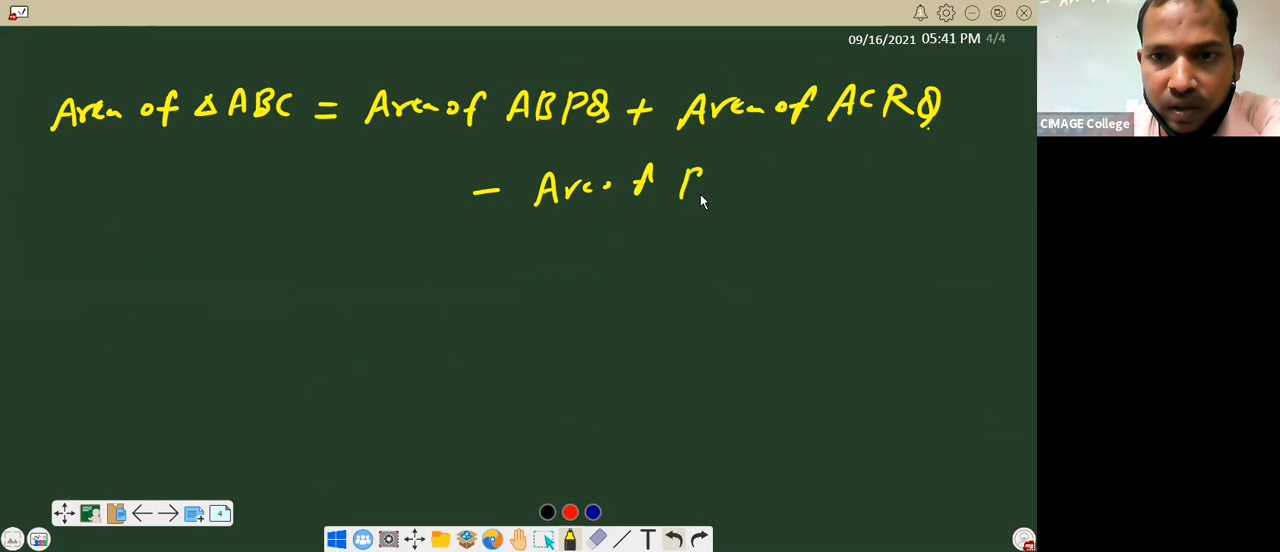 09/16/2021 05:41 PM 4/4
Area of Δ ABC = Area of ABPQ + Area of ACRQ
- Area of P
CIMAGE College
4
T